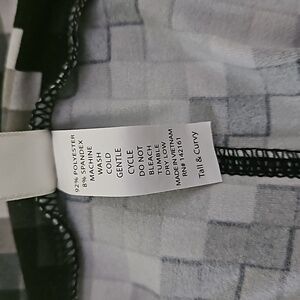 92% POLYESTER
8% SPANDEX
MACHINE
WASH
COLD
GENTLE
CYCLE
DO NOT
BLEACH
TUMBLE
DRY LOW
MADE IN VIETNAM
RN# 142161
Tall & Curvy